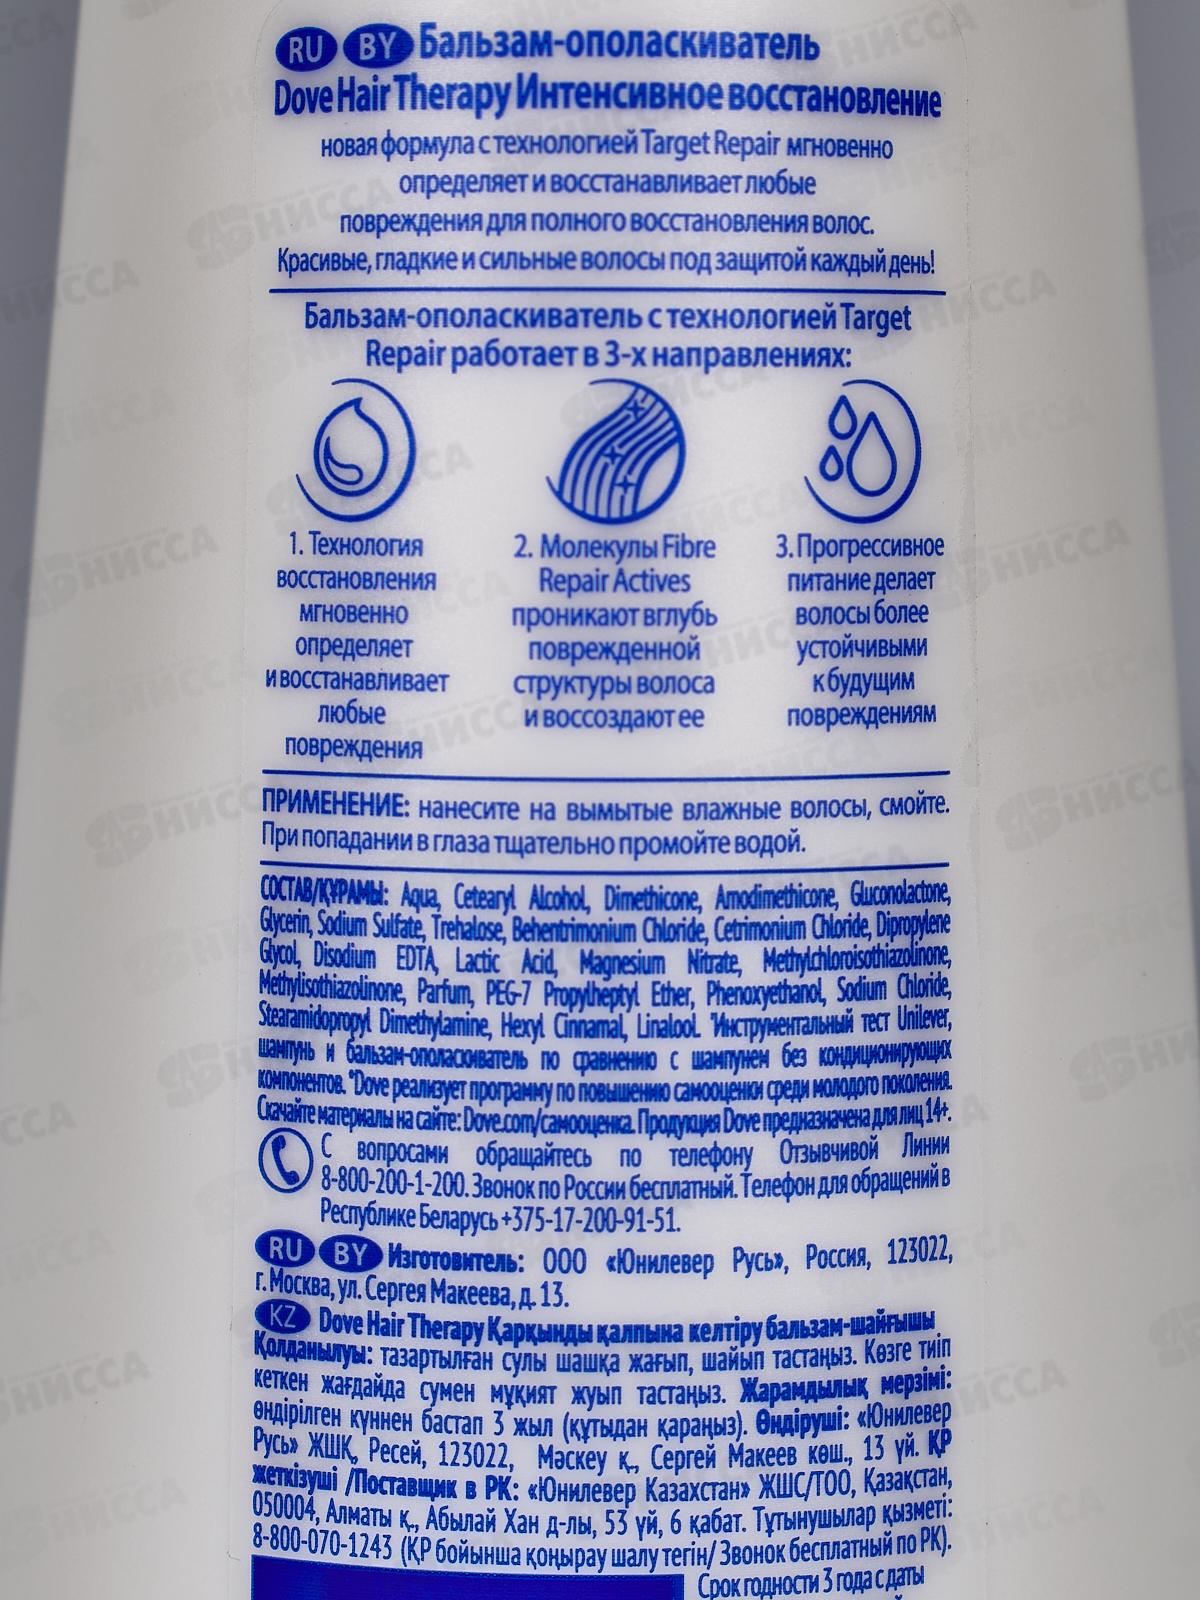 RU BY Бальзам-ополаскиватель
Dove Hair Therapy Интенсивное восстановление
новая формула с технологией Target Repair мгновенно
определяет и восстанавливает любые
повреждения для полного восстановления волос.
Красивые, гладкие и сильные волосы под защитой каждый день!
Бальзам-ополаскиватель с технологией Target
Repair работает в 3-х направлениях:
1. Технология
восстановления
мгновенно
определяет
и восстанавливает
любые
повреждения
2. Молекулы Fibre
Repair Actives
проникают вглубь
поврежденной
структуры волоса
и воссоздают ее
3. Прогрессивное
питание делает
волосы более
устойчивыми
к будущим
повреждениям
ПРИМЕНЕНИЕ: нанесите на вымытые влажные волосы, смойте.
При попадании в глаза тщательно промойте водой.
СОСТАВ/ҚҰРАМЫ: Aqua, Cetearyl Alcohol, Dimethicone, Amodimethicone, Gluconolactone,
Glycerin, Sodium Sulfate, Trehalose, Behentrimonium Chloride, Cetrimonium Chloride, Dipropylene
Glycol, Disodium EDTA, Lactic Acid, Magnesium Nitrate, Methylchloroisothiazolinone,
Methylisothiazolinone, Parfum, PEG-7 Propylheptyl Ether, Phenoxyethanol, Sodium Chloride,
Stearamidopropyl Dimethylamine, Hexyl Cinnamal, Linalool. Инструментальный тест Unilever,
шампунь и бальзам-ополаскиватель по сравнению с шампунем без кондиционирующих
компонентов. *Dove реализует программу по повышению самооценки среди молодого поколения.
Скачайте материалы на сайте: Dove.com/самооценка. Продукция Dove предназначена для лиц 14+.
С вопросами обращайтесь по телефону Отзывчивой Линии
8-800-200-1-200. Звонок по России бесплатный. Телефон для обращений в
Республике Беларусь +375-17-200-91-51.
RU BY Изготовитель: ООО «Юнилевер Русь», Россия, 123022,
г. Москва, ул. Сергея Макеева, д. 13.
KZ Dove Hair Therapy Қарқынды қалпына келтіру бальзам-шайғышы
Қолданылуы: тазартылған сулы шашқа жағып, шайып тастаңыз. Көзге тиіп
кеткен жағдайда сумен мұқият жуып тастаңыз. Жарамдылық мерзімі:
өндірілген күннен бастап 3 жыл (құтыдан қараңыз). Өндіруші: «Юнилевер
Русь» ЖШҚ, Ресей, 123022, Мәскеу қ., Сергей Макеев көш., 13 үй. ҚР
жеткізуші /Поставщик в РК: «Юнилевер Казахстан» ЖШС/ТОО, Қазақстан,
050004, Алматы қ., Абылай Хан д-лы, 53 үй, 6 қабат. Тұтынушылар қызметі:
8-800-070-1243 (ҚР бойынша қоңырау шалу тегін/ Звонок бесплатный по РК).
Срок годности 3 года с даты